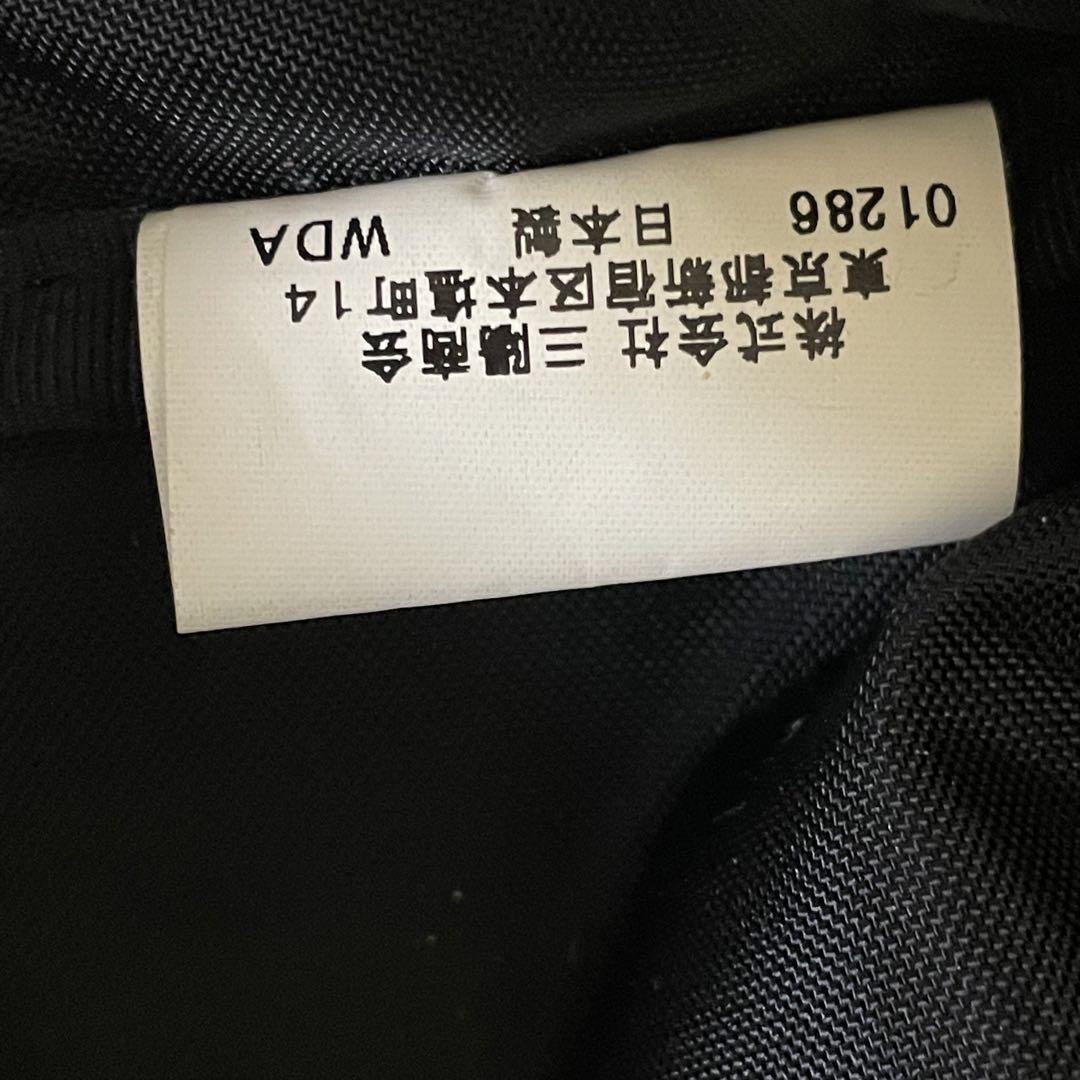 株式会社 三陽商会
東京都新宿区本塩町14
01286 日本製 WDA